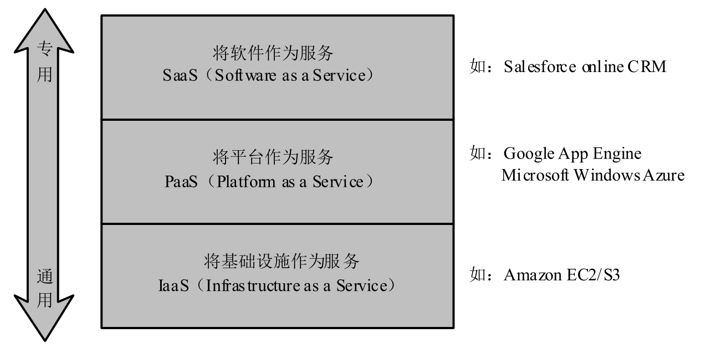 专用
将软件作为服务
SaaS（Software as a Service）
如：Salesforce online CRM
将平台作为服务
PaaS（Platform as a Service）
如：Google App Engine
Microsoft Windows Azure
通用
将基础设施作为服务
IaaS（Infrastructure as a Service）
如：Amazon EC2/S3